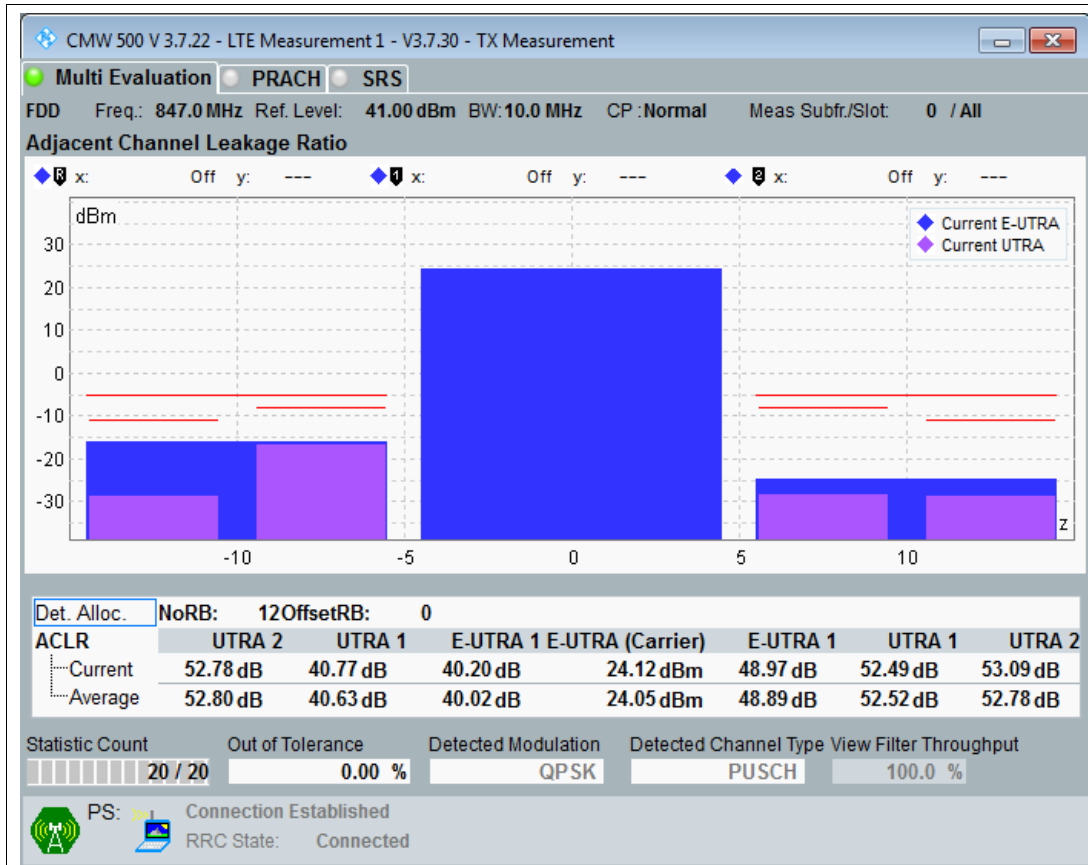 CMW 500 V 3.7.22 - LTE Measurement 1 - V3.7.30 - TX Measurement
Multi Evaluation PRACH SRS
FDD Freq.: 847.0 MHz Ref. Level: 41.00 dBm BW: 10.0 MHz CP : Normal Meas Subfr./Slot: 0 / All
Adjacent Channel Leakage Ratio
R x: Off y: --- 1 x: Off y: --- 2 x: Off y: ---
dBm
Current E-UTRA
Current UTRA
30
20
10
0
-10
-20
-30
z
-10 -5 0 5 10
Det. Alloc. NoRB: 12 OffsetRB: 0
ACLR UTRA 2 UTRA 1 E-UTRA 1 E-UTRA (Carrier) E-UTRA 1 UTRA 1 UTRA 2
Current 52.78 dB 40.77 dB 40.20 dB 24.12 dBm 48.97 dB 52.49 dB 53.09 dB
Average 52.80 dB 40.63 dB 40.02 dB 24.05 dBm 48.89 dB 52.52 dB 52.78 dB
Statistic Count Out of Tolerance Detected Modulation Detected Channel Type View Filter Throughput
20 / 20 0.00 % QPSK PUSCH 100.0 %
PS: Connection Established
RRC State: Connected